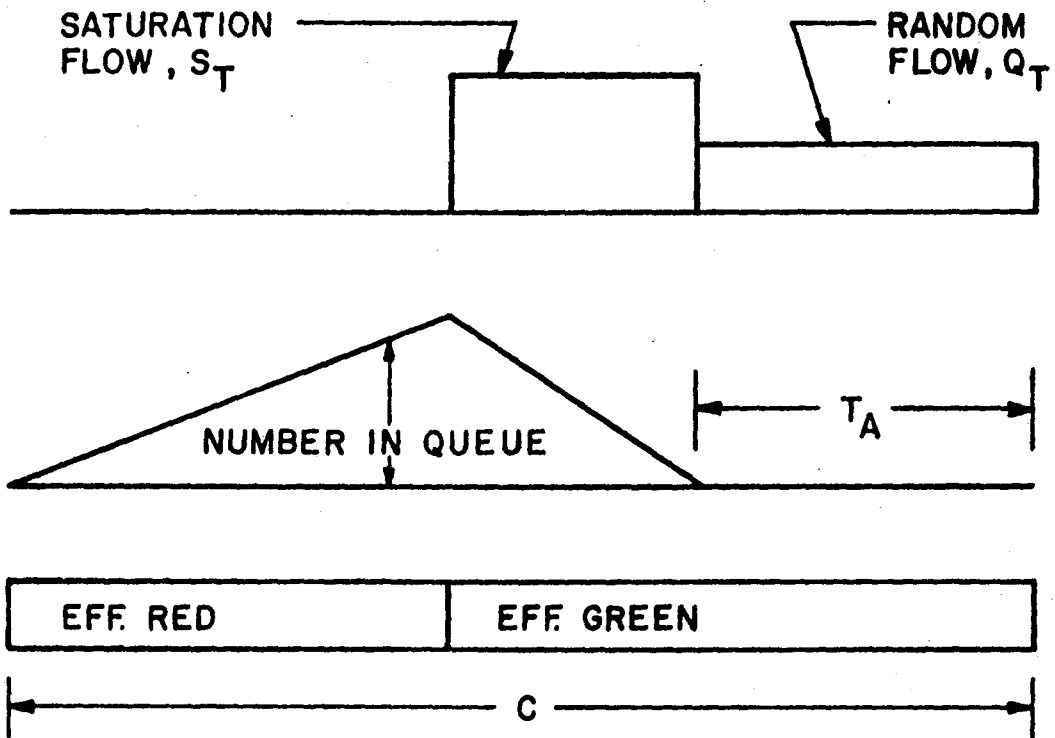 SATURATION
FLOW, S_T
RANDOM
FLOW, Q_T
NUMBER IN QUEUE
T_A
EFF. RED
EFF. GREEN
C